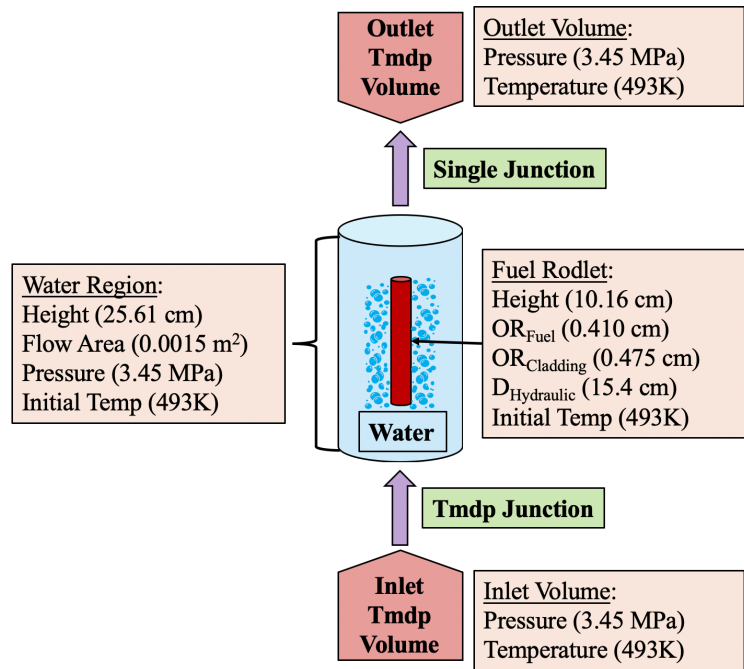 Outlet
Tmdp
Volume
Outlet Volume:
Pressure (3.45 MPa)
Temperature (493K)
Single Junction
Water Region:
Height (25.61 cm)
Flow Area (0.0015 m²)
Pressure (3.45 MPa)
Initial Temp (493K)
Water
Fuel Rodlet:
Height (10.16 cm)
OR_Fuel (0.410 cm)
OR_Cladding (0.475 cm)
D_Hydraulic (15.4 cm)
Initial Temp (493K)
Tmdp Junction
Inlet
Tmdp
Volume
Inlet Volume:
Pressure (3.45 MPa)
Temperature (493K)